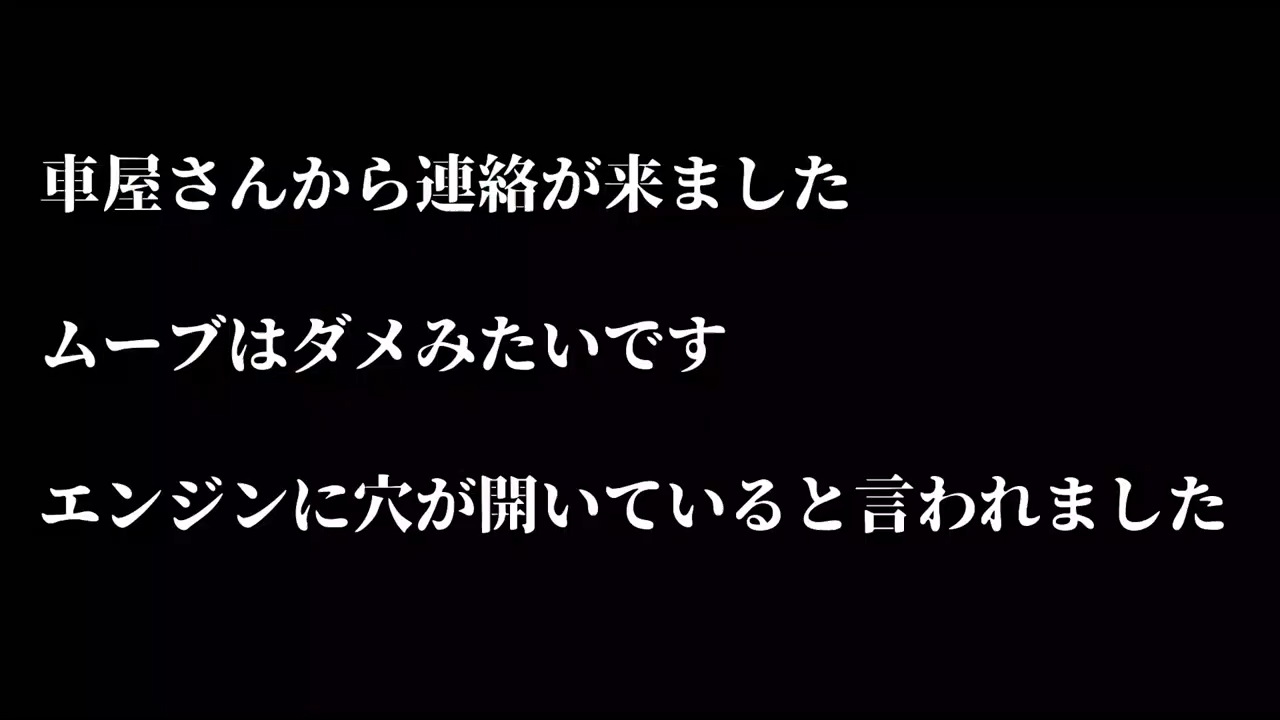 車屋さんから連絡が来ました
ムーブはダメみたいです
エンジンに穴が開いていると言われました